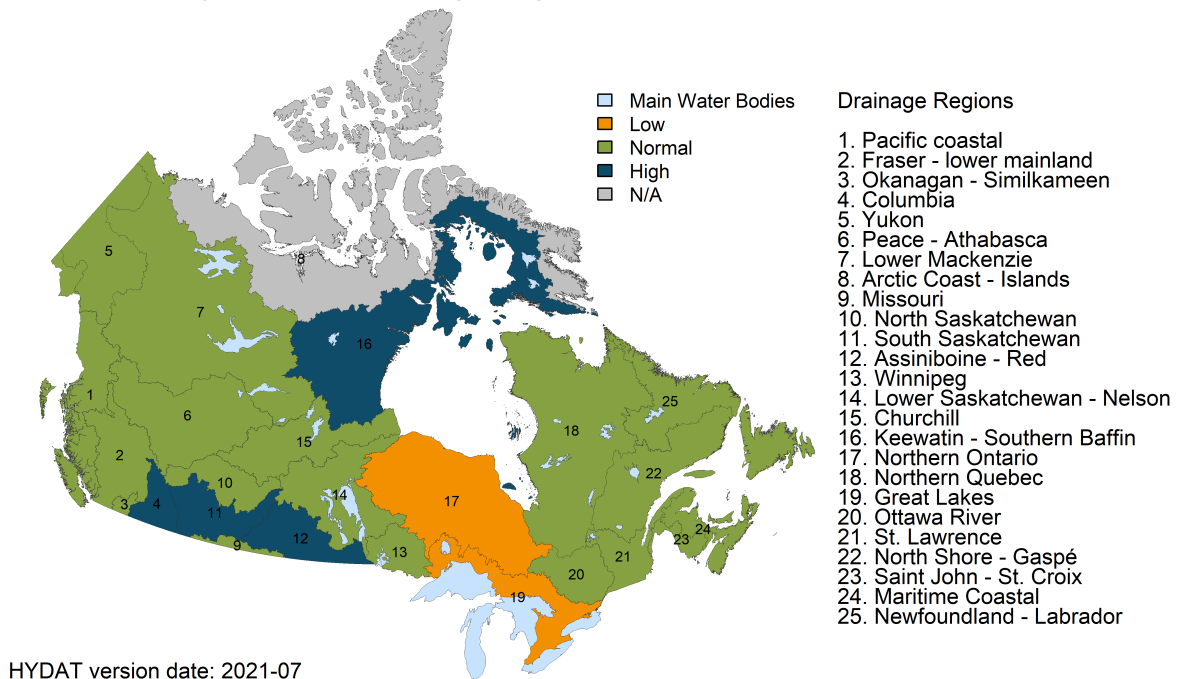 Main Water Bodies
Low
Normal
High
N/A
Drainage Regions
1. Pacific coastal
2. Fraser - lower mainland
3. Okanagan - Similkameen
4. Columbia
5. Yukon
6. Peace - Athabasca
7. Lower Mackenzie
8. Arctic Coast - Islands
9. Missouri
10. North Saskatchewan
11. South Saskatchewan
12. Assiniboine - Red
13. Winnipeg
14. Lower Saskatchewan - Nelson
15. Churchill
16. Keewatin - Southern Baffin
17. Northern Ontario
18. Northern Quebec
19. Great Lakes
20. Ottawa River
21. St. Lawrence
22. North Shore - Gaspé
23. Saint John - St. Croix
24. Maritime Coastal
25. Newfoundland - Labrador
5
8
7
16
1
6
15
25
18
2
22
10
14
17
3
4
11
24
12
9
13
23
21
20
19
HYDAT version date: 2021-07